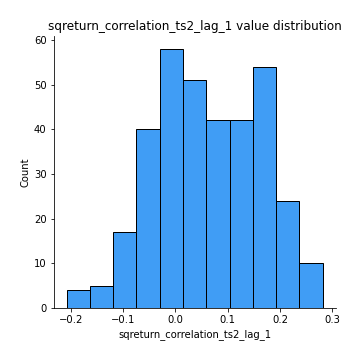 sqreturn_correlation_ts2_lag_1 value distribution
60
50
40
30
20
10
0
Count
−0.2 −0.1 0.0 0.1 0.2 0.3
sqreturn_correlation_ts2_lag_1